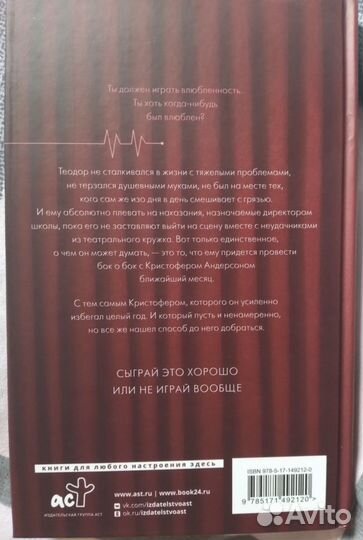 Ты должен играть влюбленность.
Ты хоть когда-нибудь
был влюблен?
Теодор не сталкивался в жизни с тяжелыми проблемами,
не терзался душевными муками, не был на месте тех,
кого сам же изо дня в день смешивает с грязью.
И ему абсолютно плевать на наказания, назначаемые директором
школы, пока его не заставляют выйти на сцену вместе с неудачниками
из театрального кружка. Вот только единственное,
о чем он может думать, — это то, что ему придется провести
бок о бок с Кристофером Андерсоном
ближайший месяц.
С тем самым Кристофером, которого он усиленно
избегал целый год. И который пусть и ненамеренно,
но все же нашел способ до него добраться.
СЫГРАЙ ЭТО ХОРОШО
ИЛИ НЕ ИГРАЙ ВООБЩЕ
книги для любого настроения здесь
аст
ИЗДАТЕЛЬСКАЯ ГРУППА АСТ
www.ast.ru | www.book24.ru
vk.com/izdatelstvoast
ok.ru/izdatelstvoast
ISBN 978-5-17-149212-0
9 785171 492120 >
Avito